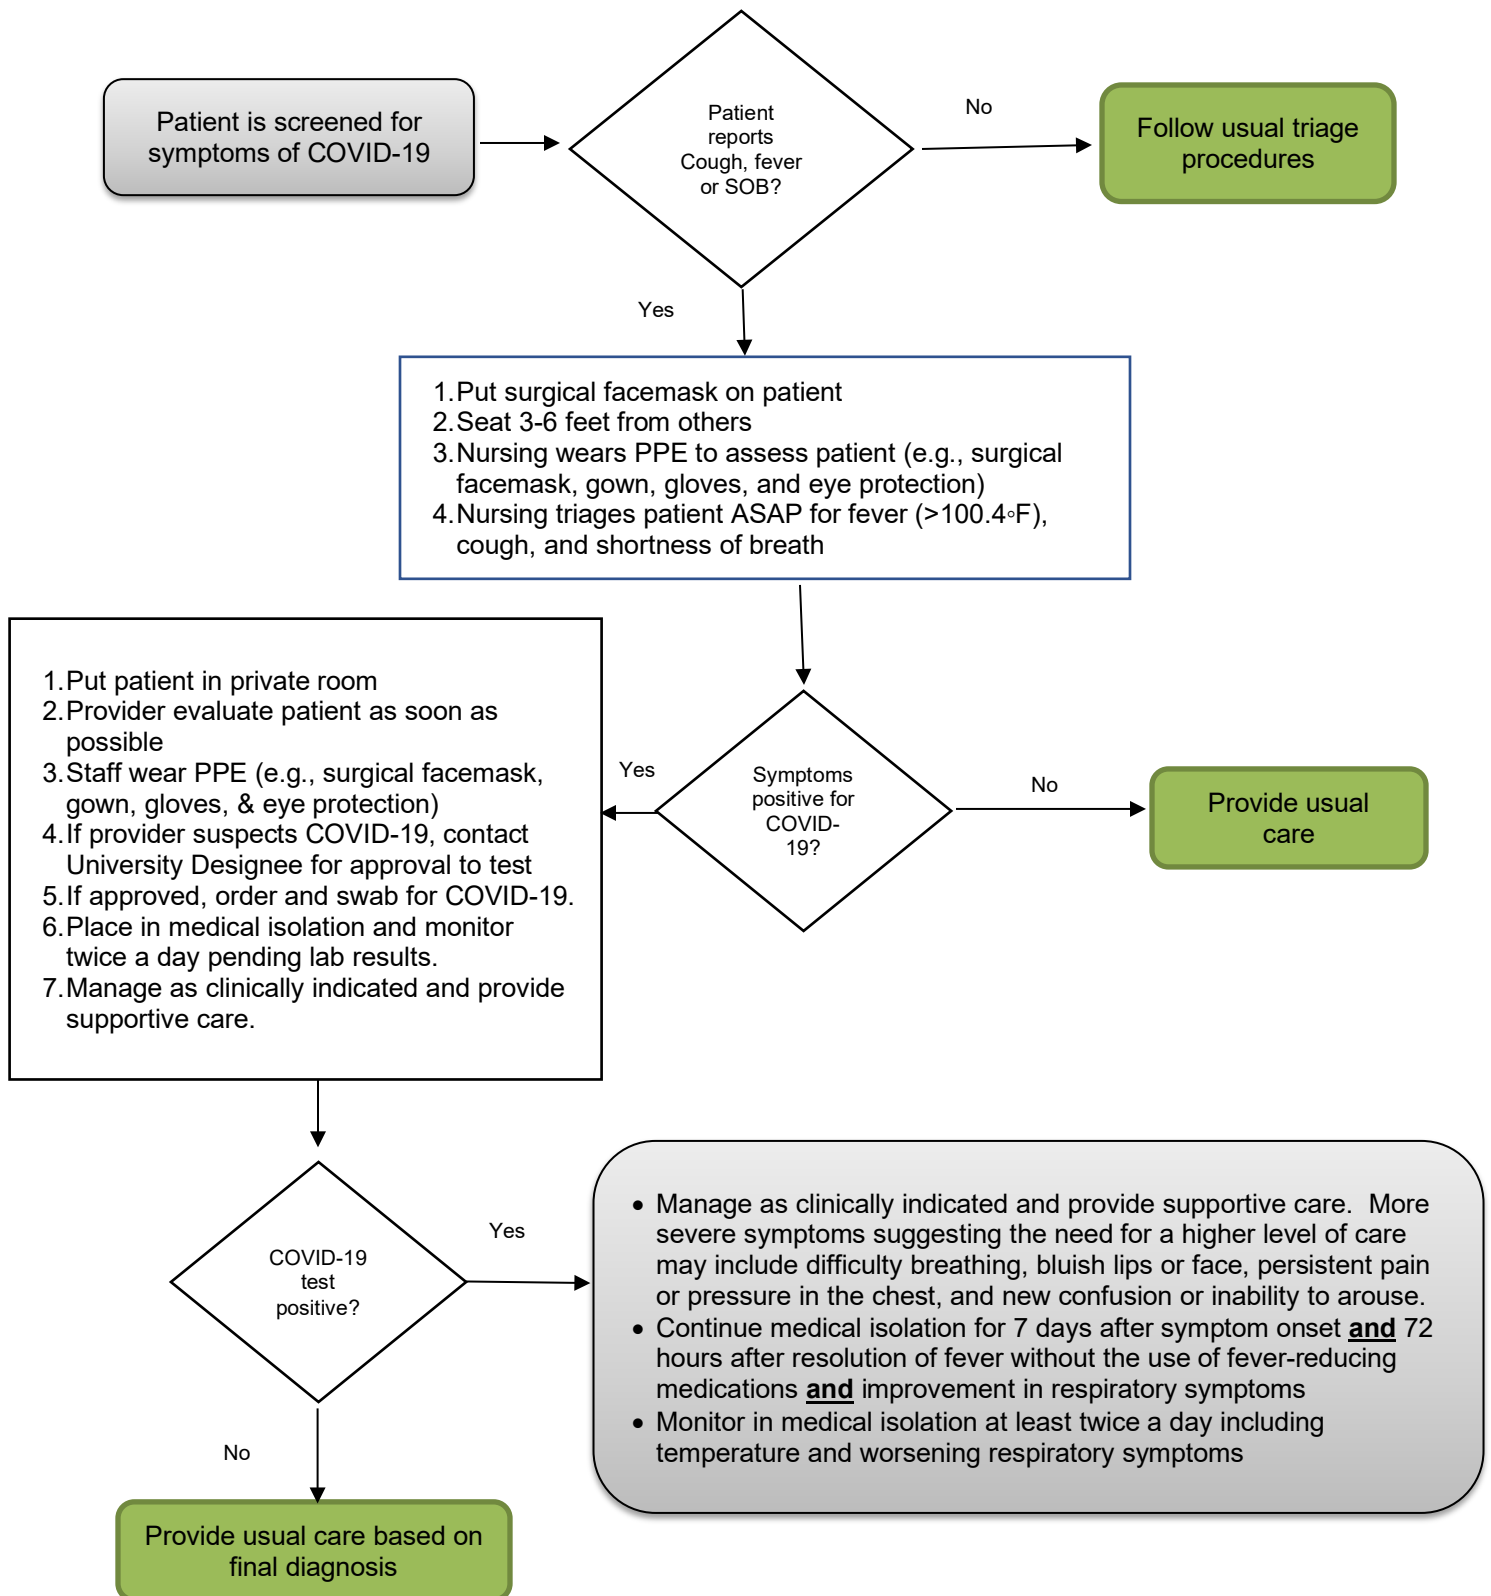 Patient is screened for
symptoms of COVID-19
Patient
reports
Cough, fever
or SOB?
No
Follow usual triage
procedures
Yes
1.Put surgical facemask on patient
2.Seat 3-6 feet from others
3.Nursing wears PPE to assess patient (e.g., surgical
facemask, gown, gloves, and eye protection)
4.Nursing triages patient ASAP for fever (>100.4◦F),
cough, and shortness of breath
Symptoms
positive for
COVID-
19?
No
Provide usual
care
Yes
1.Put patient in private room
2.Provider evaluate patient as soon as
possible
3.Staff wear PPE (e.g., surgical facemask,
gown, gloves, & eye protection)
4.If provider suspects COVID-19, contact
University Designee for approval to test
5.If approved, order and swab for COVID-19.
6.Place in medical isolation and monitor
twice a day pending lab results.
7.Manage as clinically indicated and provide
supportive care.
COVID-19
test
positive?
Yes
• Manage as clinically indicated and provide supportive care.  More
severe symptoms suggesting the need for a higher level of care
may include difficulty breathing, bluish lips or face, persistent pain
or pressure in the chest, and new confusion or inability to arouse.
• Continue medical isolation for 7 days after symptom onset and 72
hours after resolution of fever without the use of fever-reducing
medications and improvement in respiratory symptoms
• Monitor in medical isolation at least twice a day including
temperature and worsening respiratory symptoms
No
Provide usual care based on
final diagnosis